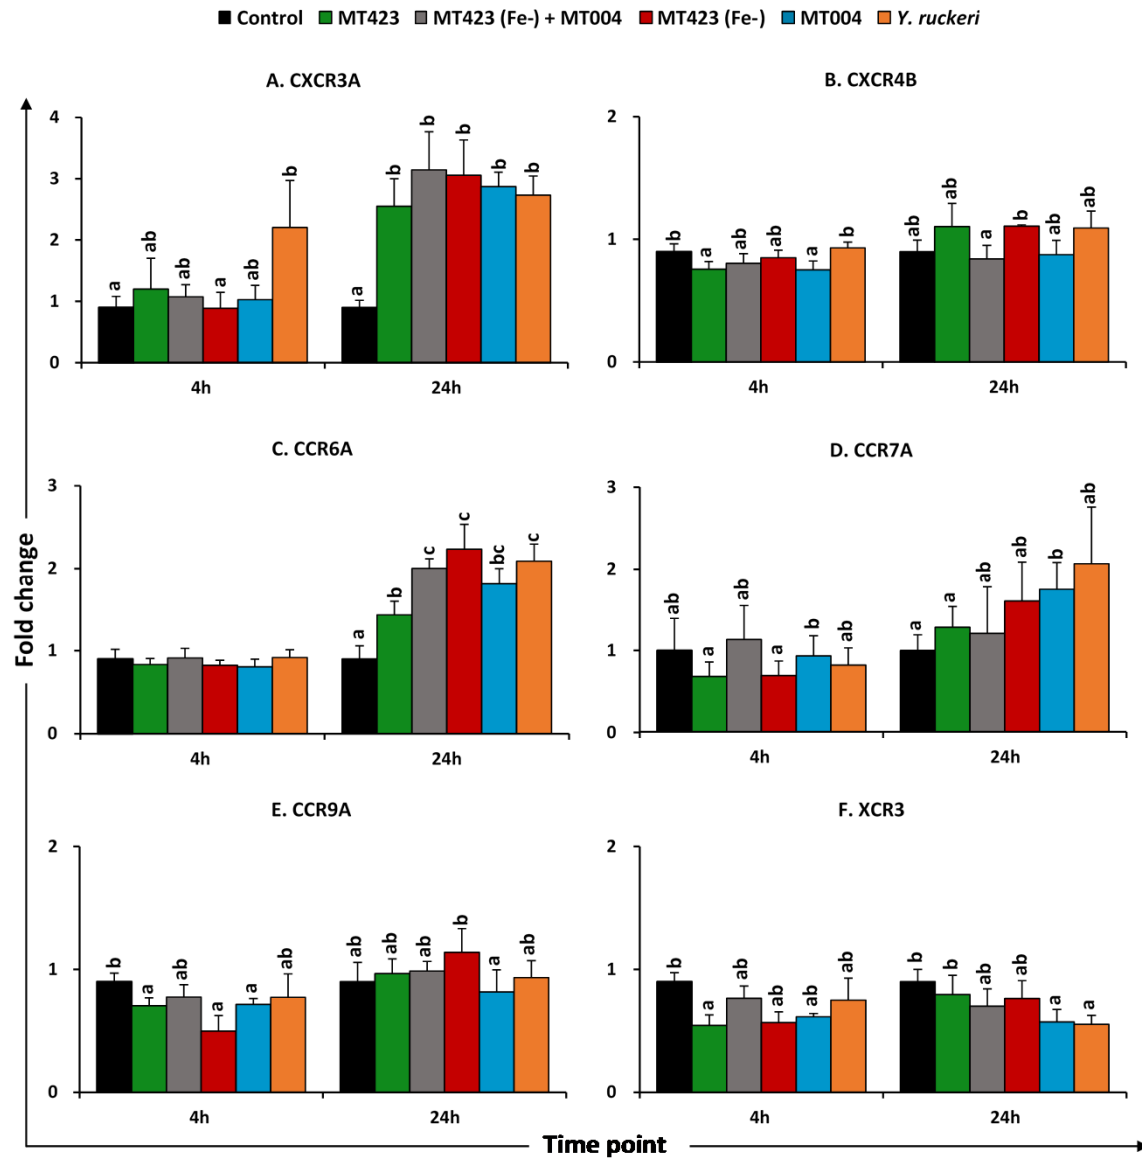 Control MT423 MT423 (Fe-) + MT004 MT423 (Fe-) MT004 Y. ruckeri
A. CXCR3A
4
3
2
1
0
a ab ab a ab b
a b b b b b
4h 24h
B. CXCR4B
2
1
0
b a ab ab a b
ab ab a b ab ab
4h 24h
C. CCR6A
3
2
1
0
a b c c bc c
4h 24h
D. CCR7A
3
2
1
0
ab a ab a b ab
a a ab ab b ab
4h 24h
E. CCR9A
2
1
0
b a ab a a ab
ab ab ab b a ab
4h 24h
F. XCR3
2
1
0
b a ab ab ab ab
b b ab ab a a
4h 24h
Fold change
Time point